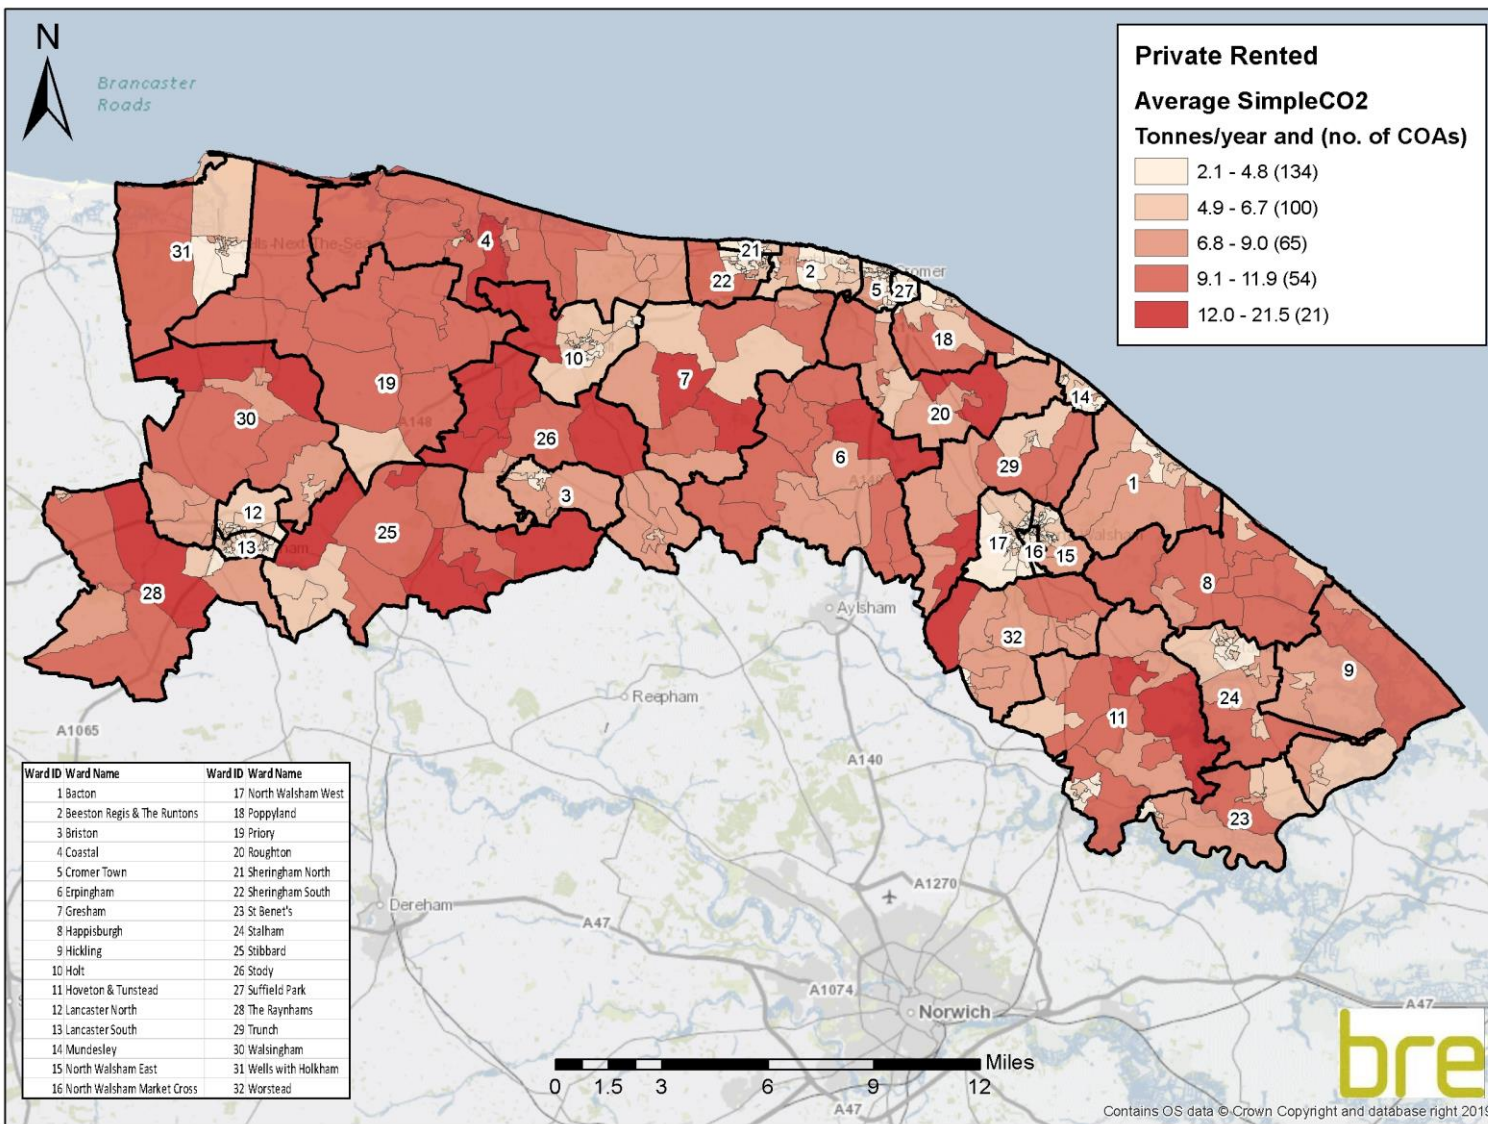 N
Brancaster
Roads
Private Rented
Average SimpleCO2
Tonnes/year and (no. of COAs)
2.1 - 4.8 (134)
4.9 - 6.7 (100)
6.8 - 9.0 (65)
9.1 - 11.9 (54)
12.0 - 21.5 (21)
31
4
21
22
2
5
27
Cromer
18
10
7
19
30
A148
26
20
14
29
1
6
3
12
13
25
17
16
15
28
8
32
9
24
11
23
Aylsham
Reepham
A1065
A140
Dereham
A47
A1270
A1074
Norwich
A47
A47
Ward ID Ward Name Ward ID Ward Name
1 Bacton 17 North Walsham West
2 Beeston Regis & The Runtons 18 Poppyland
3 Briston 19 Priory
4 Coastal 20 Roughton
5 Cromer Town 21 Sheringham North
6 Erpingham 22 Sheringham South
7 Gresham 23 St Benet's
8 Happisburgh 24 Stalham
9 Hickling 25 Stibbard
10 Holt 26 Stody
11 Hoveton & Tunstead 27 Suffield Park
12 Lancaster North 28 The Raynhams
13 Lancaster South 29 Trunch
14 Mundesley 30 Walsingham
15 North Walsham East 31 Wells with Holkham
16 North Walsham Market Cross 32 Worstead
Miles
0 1.5 3 6 9 12
bre
Contains OS data © Crown Copyright and database right 2019